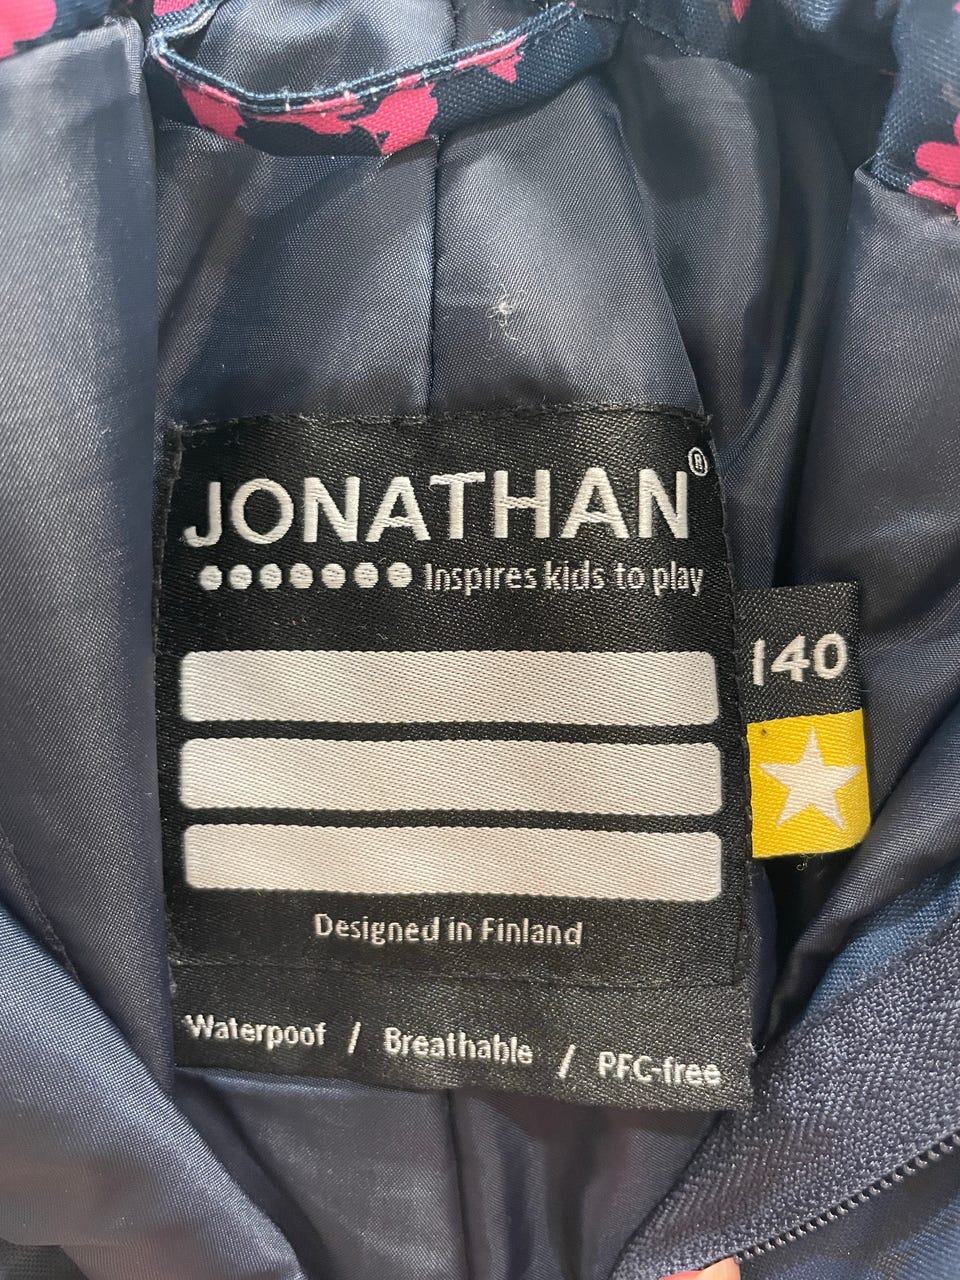 JONATHAN®
Inspires kids to play
140
Designed in Finland
Waterpoof / Breathable / PFC-free